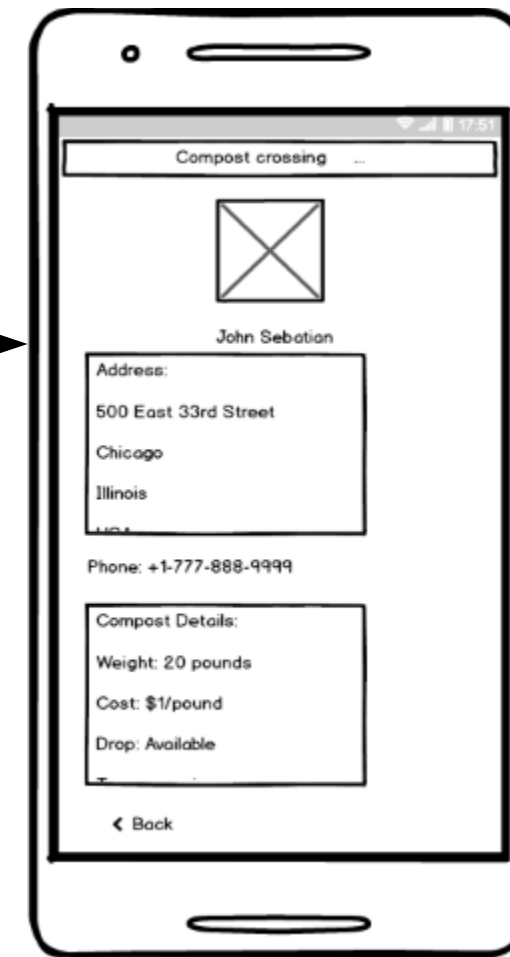 17:51
Compost crossing ...
John Sebatian
Address:
500 East 33rd Street
Chicago
Illinois
USA
Phone: +1-777-888-9999
Compost Details:
Weight: 20 pounds
Cost: $1/pound
Drop: Available
Back